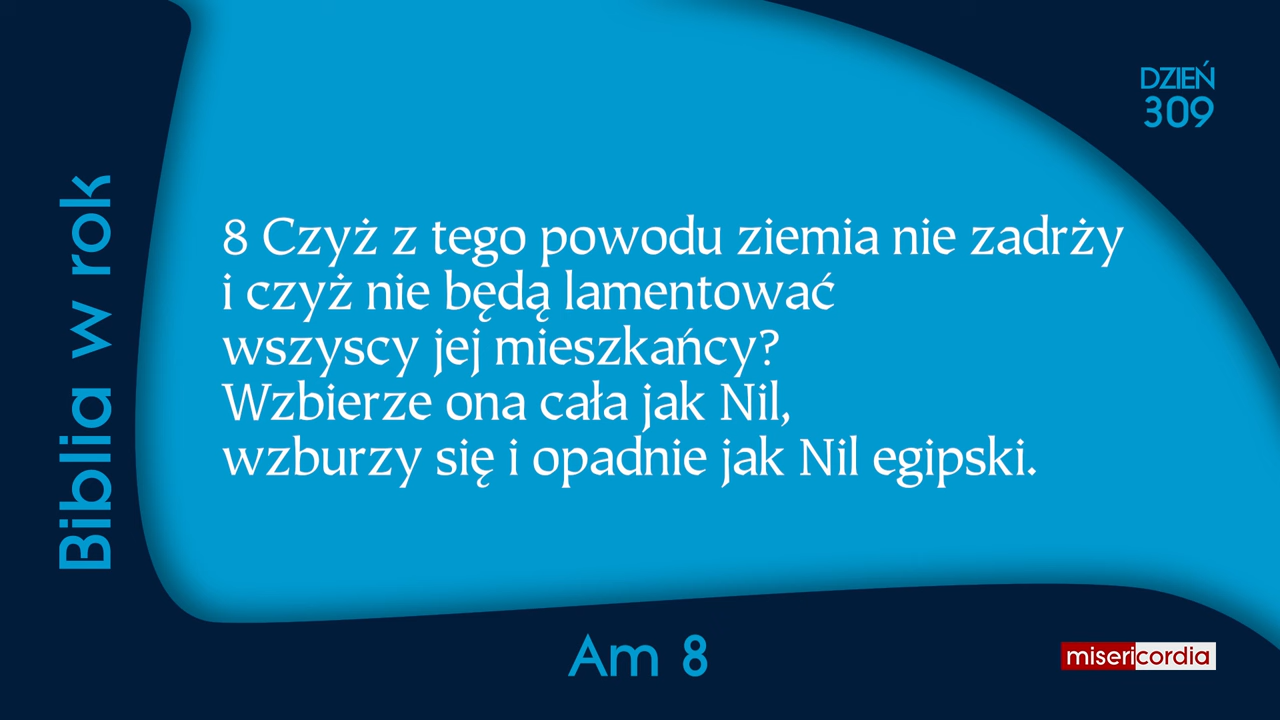 DZIEŃ
309
Biblia w rok
8 Czyż z tego powodu ziemia nie zadrży
i czyż nie będą lamentować
wszyscy jej mieszkańcy?
Wzbierze ona cała jak Nil,
wzburzy się i opadnie jak Nil egipski.
Am 8
misericordia